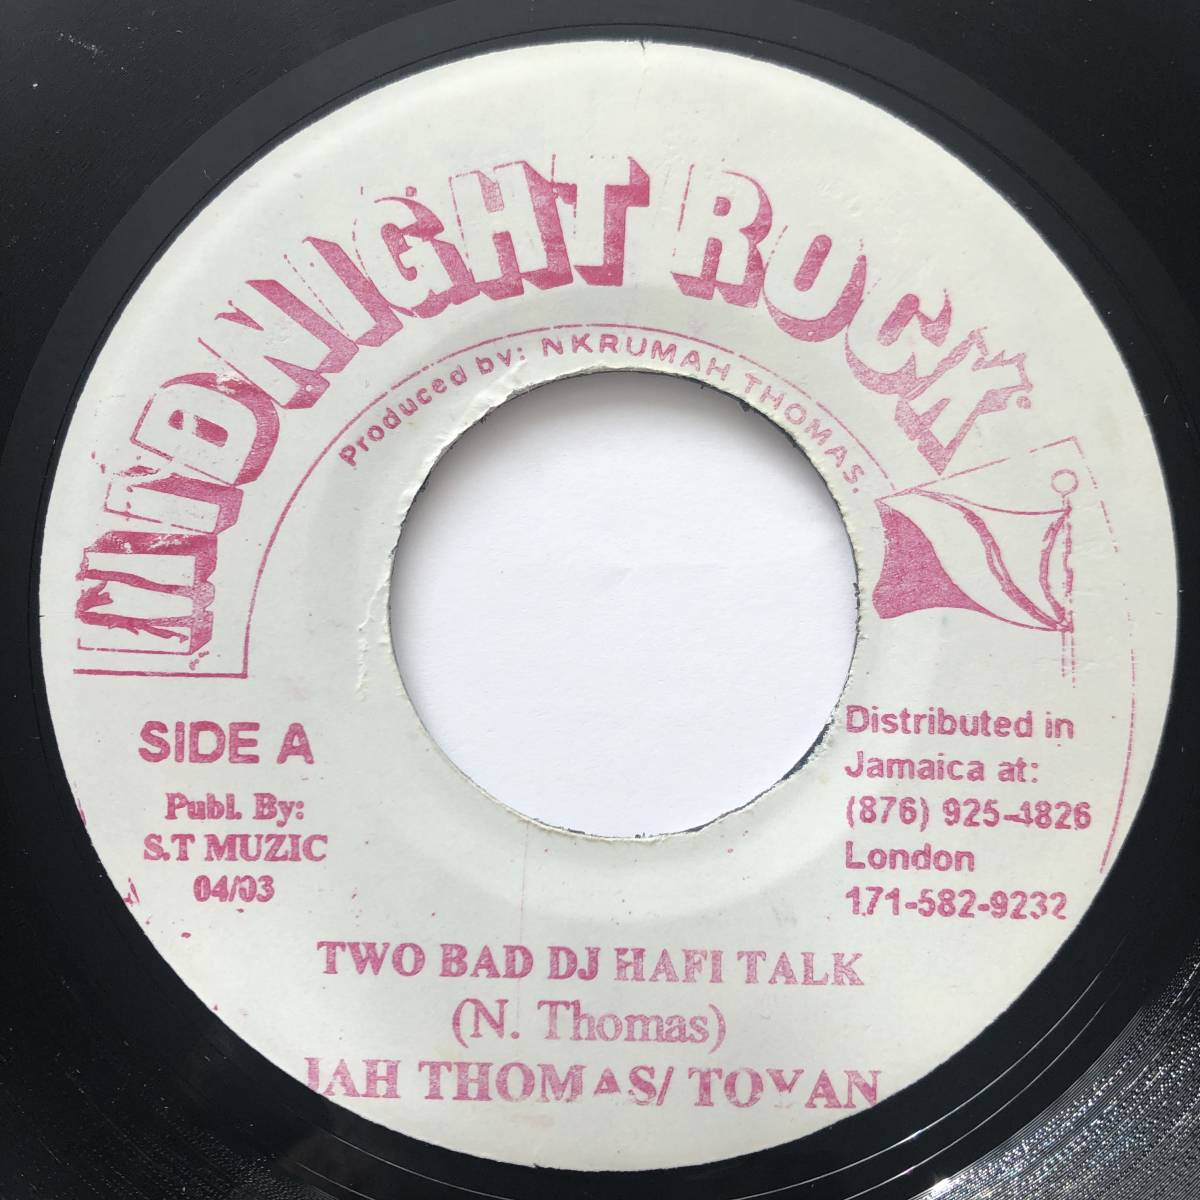 MIDNIGHT ROCK
Produced by: NKRUMAH THOMAS.
SIDE A
Publ. By:
S.T MUZIC
04/03
Distributed in
Jamaica at:
(876) 925-4826
London
171-582-9232
TWO BAD DJ HAFI TALK
(N. Thomas)
JAH THOMAS/ TOYAN